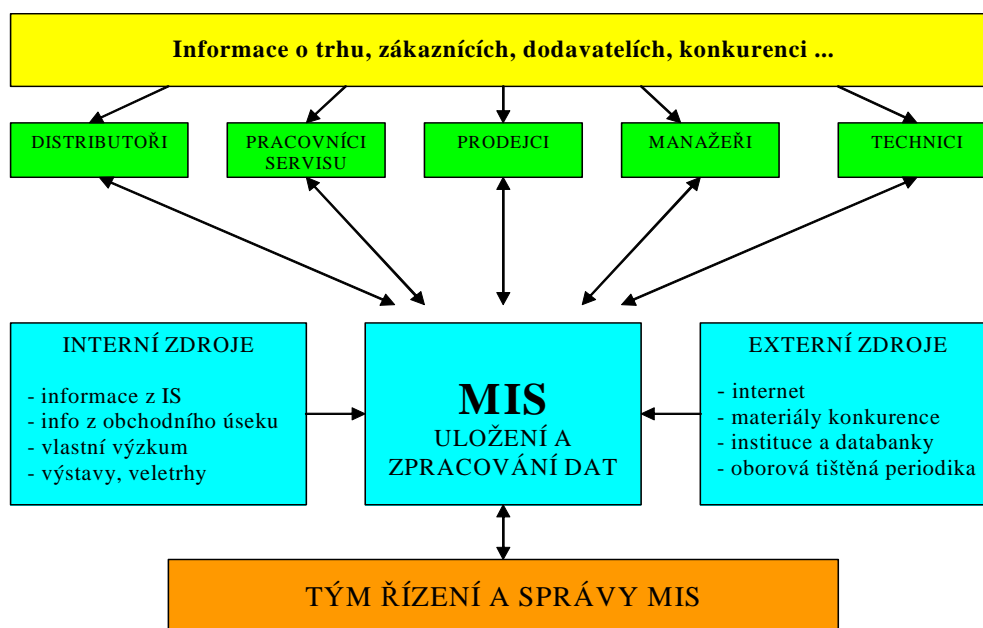 Informace o trhu, zákaznících, dodavatelích, konkurenci ...
DISTRIBUTOŘI
PRACOVNÍCI
SERVISU
PRODEJCI
MANAŽEŘI
TECHNICI
INTERNÍ ZDROJE
- informace z IS
- info z obchodního úseku
- vlastní výzkum
- výstavy, veletrhy
MIS
ULOŽENÍ A
ZPRACOVÁNÍ DAT
EXTERNÍ ZDROJE
- internet
- materiály konkurence
- instituce a databanky
- oborová tištěná periodika
TÝM ŘÍZENÍ A SPRÁVY MIS